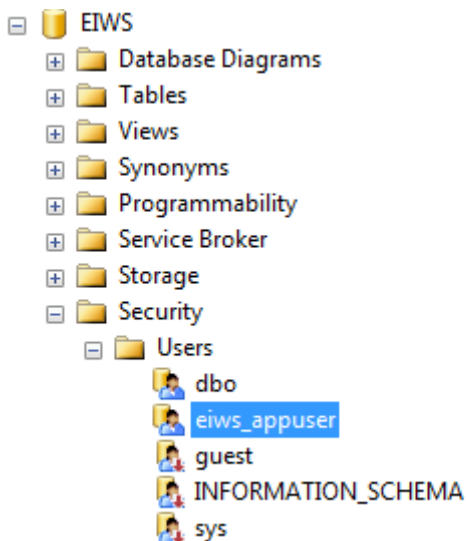 EIWS
Database Diagrams
Tables
Views
Synonyms
Programmability
Service Broker
Storage
Security
Users
dbo
eiws_appuser
guest
INFORMATION_SCHEMA
sys